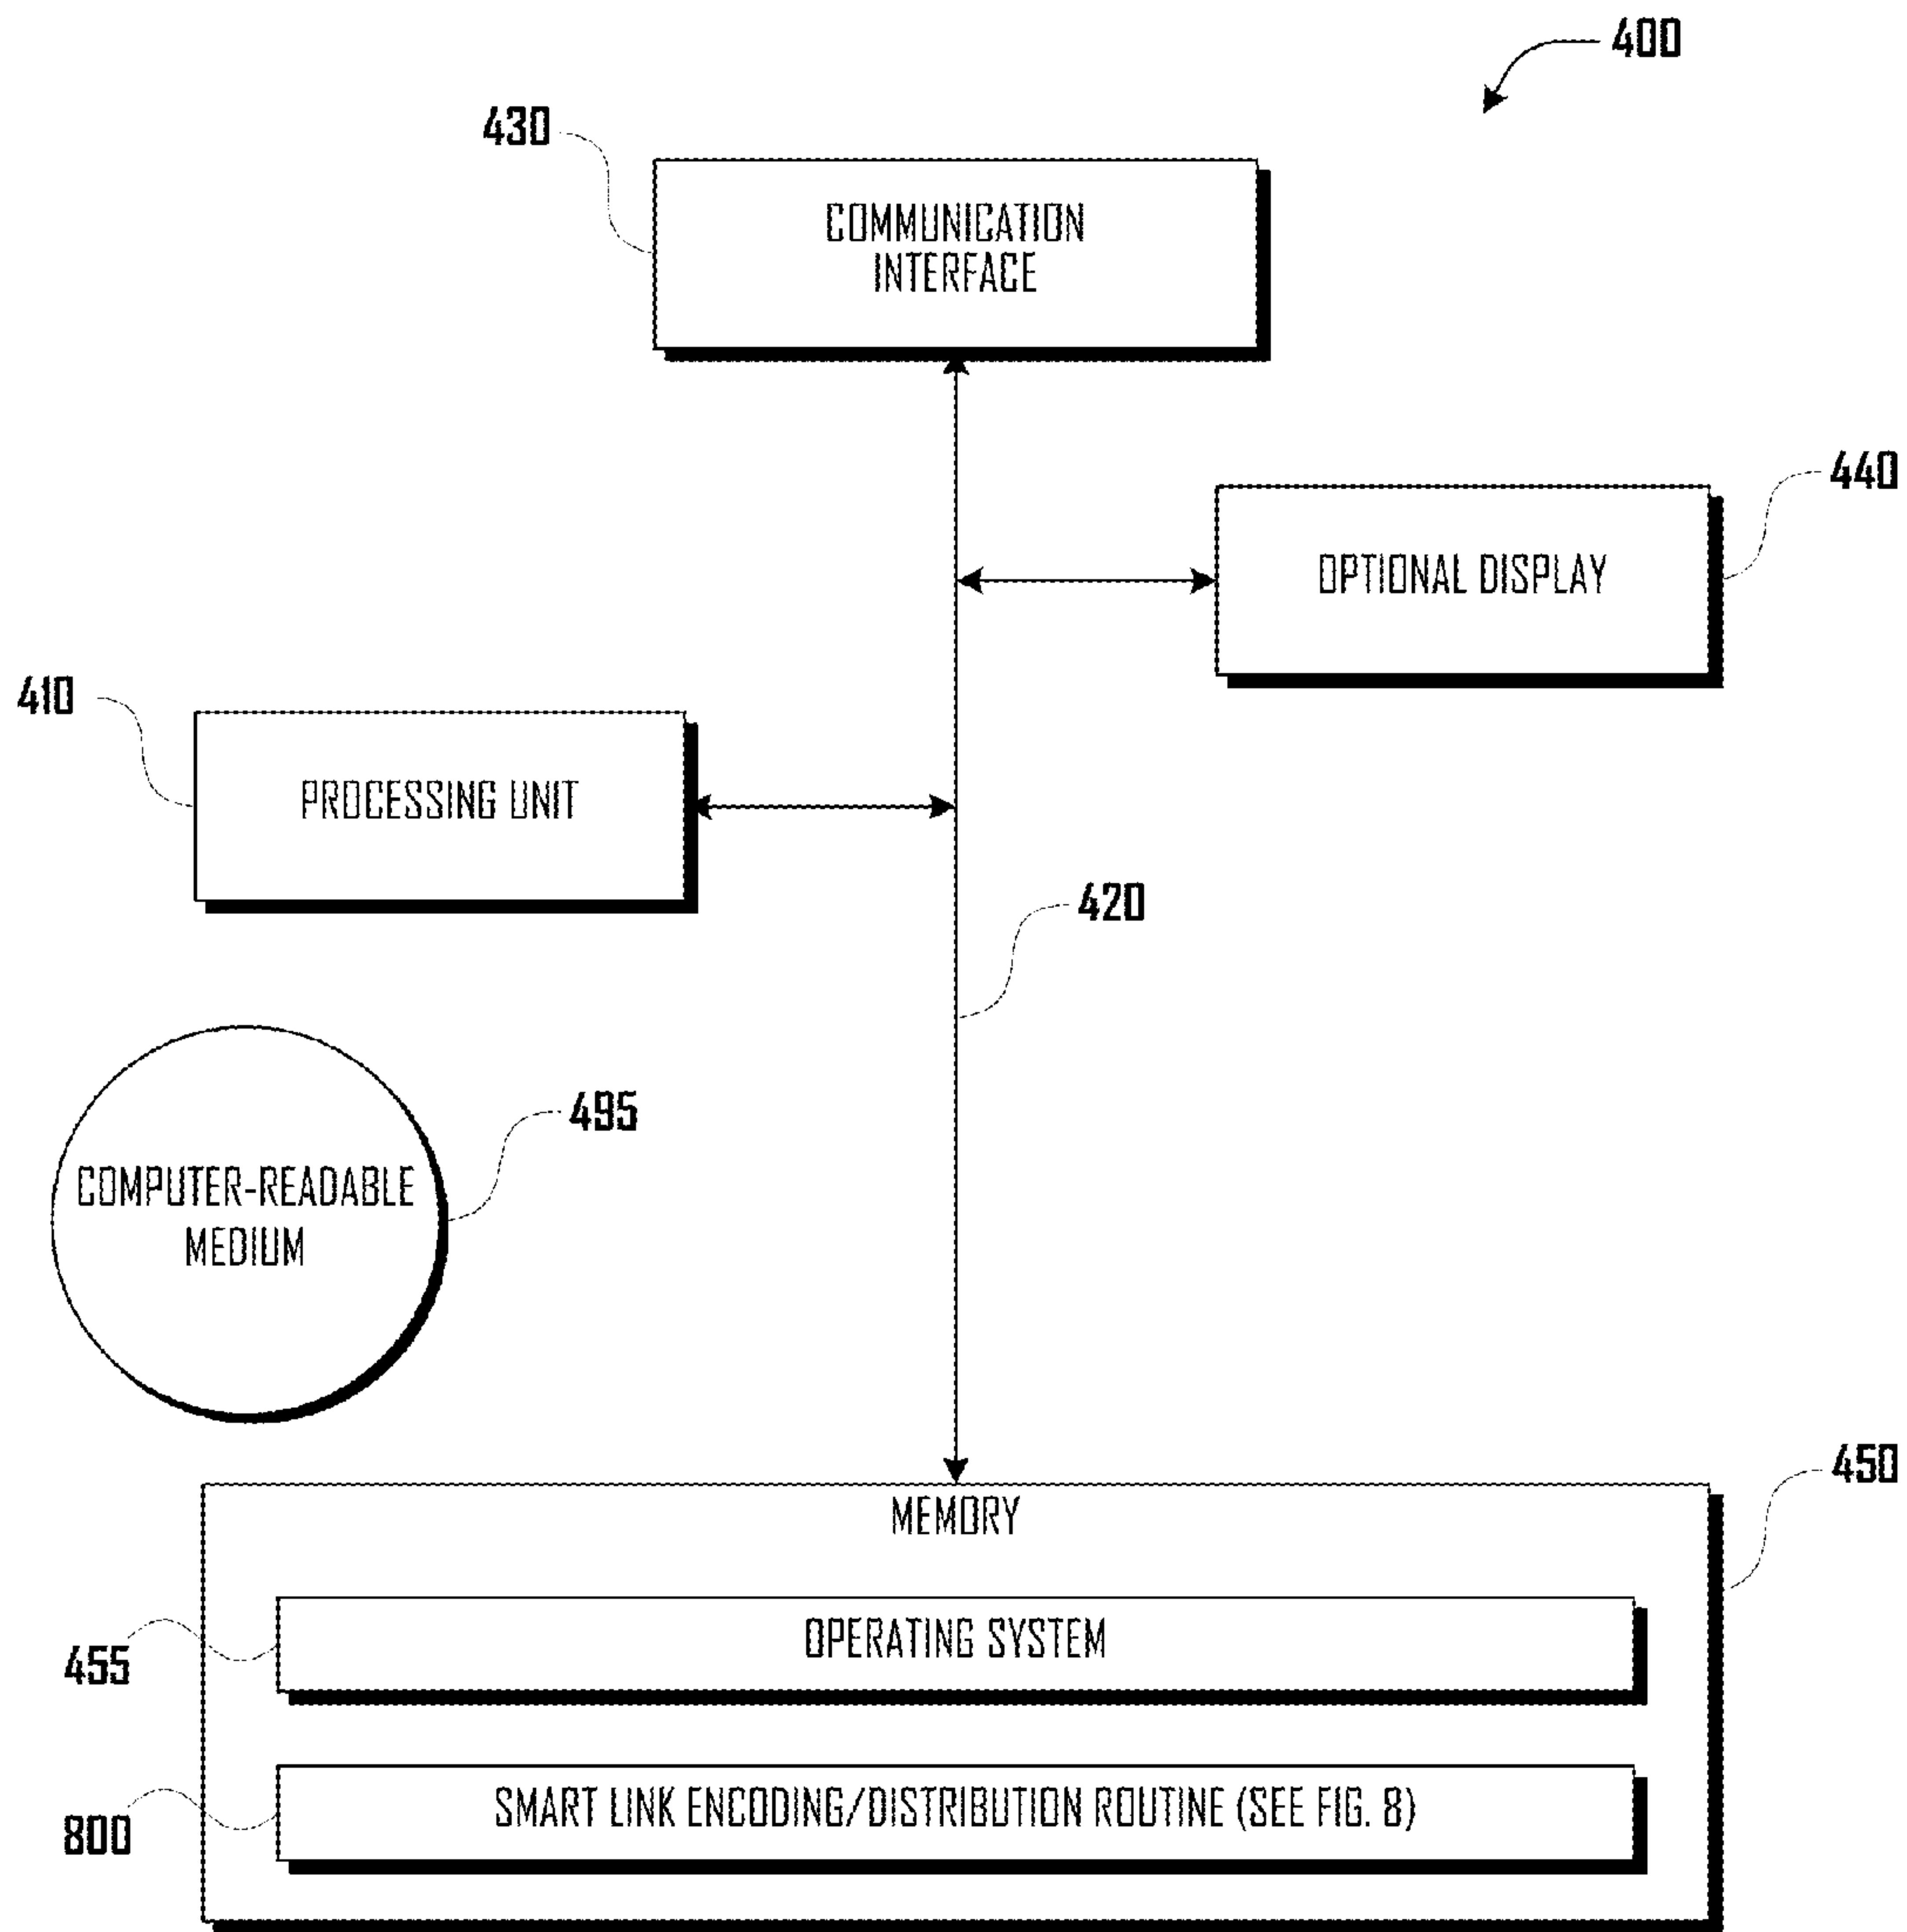 400
430
COMMUNICATION
INTERFACE
440
OPTIONAL DISPLAY
410
PROCESSING UNIT
420
495
COMPUTER-READABLE
MEDIUM
450
MEMORY
OPERATING SYSTEM
455
SMART LINK ENCODING/DISTRIBUTION ROUTINE (SEE FIG. 8)
800